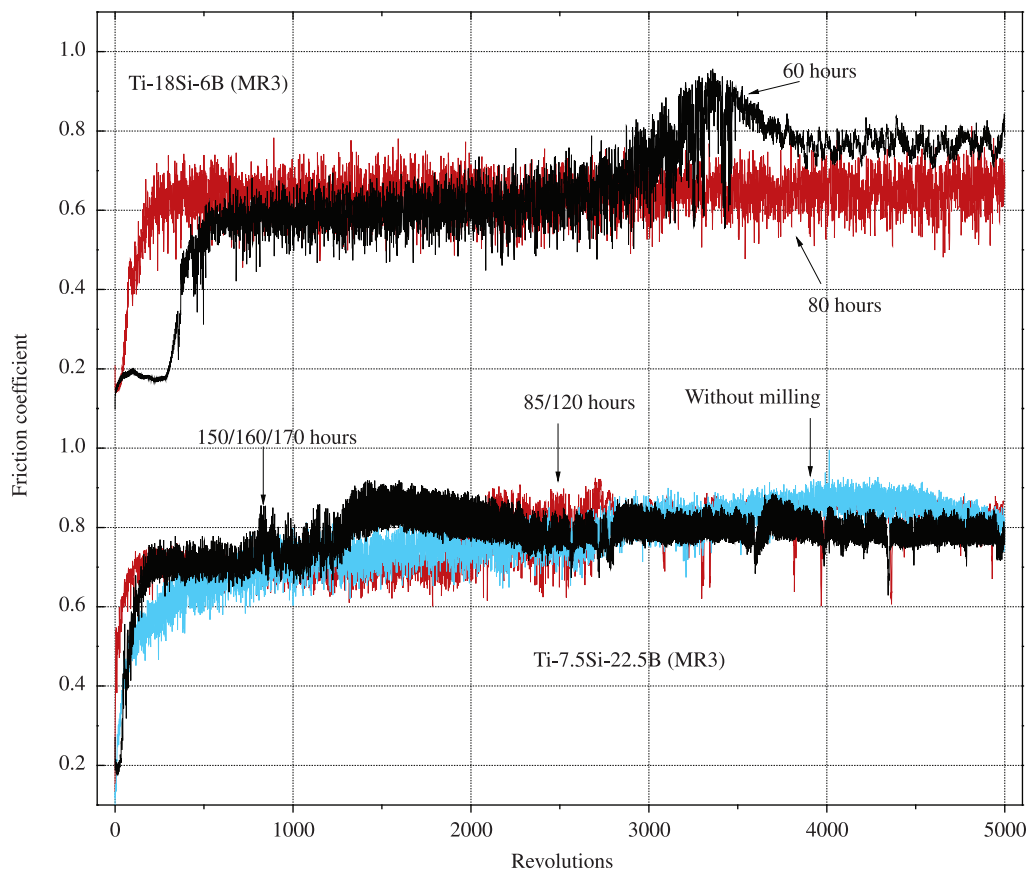 1.0
Ti-18Si-6B (MR3)
60 hours
0.8
0.6
0.4
80 hours
0.2
Friction coefficient
85/120 hours
Without milling
150/160/170 hours
1.0
0.8
0.6
Ti-7.5Si-22.5B (MR3)
0.4
0.2
0
1000
2000
3000
4000
5000
Revolutions